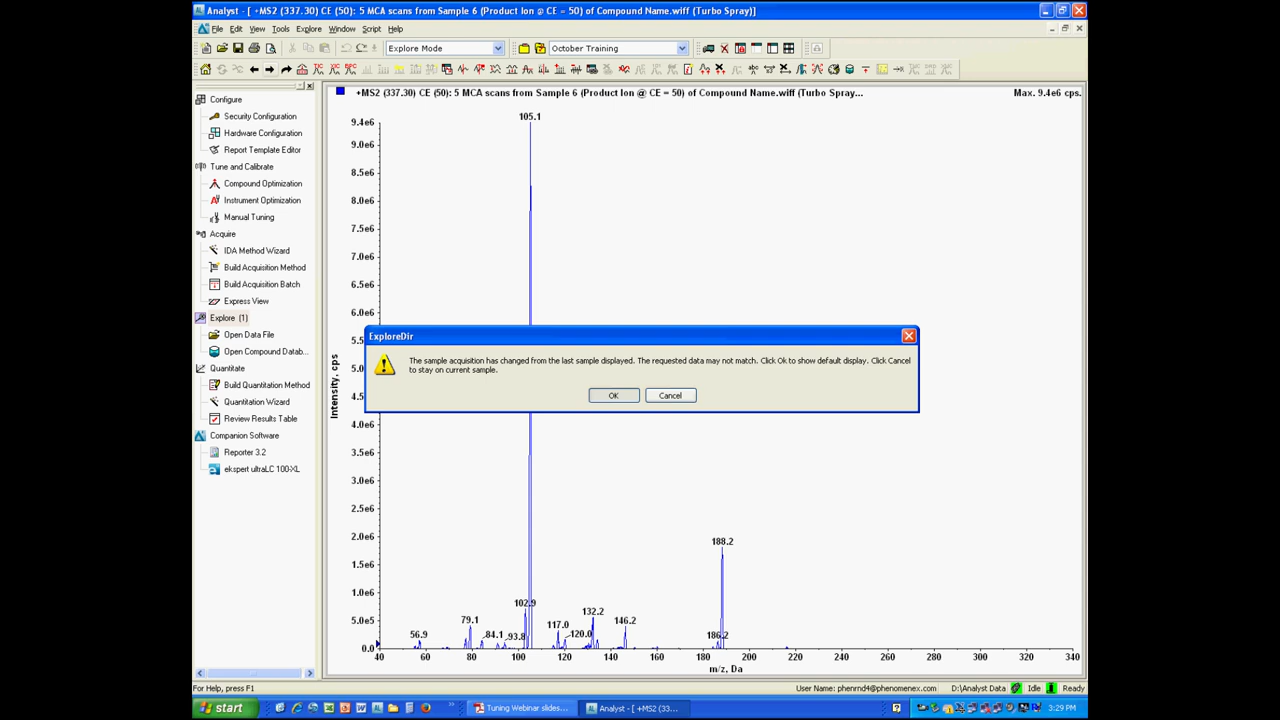 Analyst - [ +MS2 (337.30) CE (50): 5 MCA scans from Sample 6 (Product Ion @ CE = 50) of Compound Name.wiff (Turbo Spray)]
File Edit View Tools Explore Window Script Help
Explore Mode
October Training
Configure
Security Configuration
Hardware Configuration
Report Template Editor
Tune and Calibrate
Compound Optimization
Instrument Optimization
Manual Tuning
Acquire
IDA Method Wizard
Build Acquisition Method
Build Acquisition Batch
Express View
Explore (1)
Open Data File
Open Compound Datab...
Quantitate
Build Quantitation Method
Quantitation Wizard
Review Results Table
Companion Software
Reporter 3.2
ekspert ultraLC 100-XL
+MS2 (337.30) CE (50): 5 MCA scans from Sample 6 (Product Ion @ CE = 50) of Compound Name.wiff (Turbo Spray...
Max. 9.4e6 cps.
105.1
9.4e6
9.0e6
8.5e6
8.0e6
7.5e6
7.0e6
6.5e6
6.0e6
ExploreDir
The sample acquisition has changed from the last sample displayed. The requested data may not match. Click Ok to show default display. Click Cancel
to stay on current sample.
OK
Cancel
Intensity, cps
4.0e6
3.5e6
3.0e6
2.5e6
2.0e6
1.5e6
1.0e6
5.0e5
0.0
188.2
102.9
132.2
79.1
117.0
146.2
56.9
84.1
93.8
120.0
186.2
40 60 80 100 120 140 160 180 200 220 240 260 280 300 320 340
m/z, Da
For Help, press F1
User Name: phenrnd4@phenomenex.com
D:\Analyst Data
Idle
Ready
start
Tuning Webinar slides...
Analyst - [ +MS2 (33...
3:29 PM